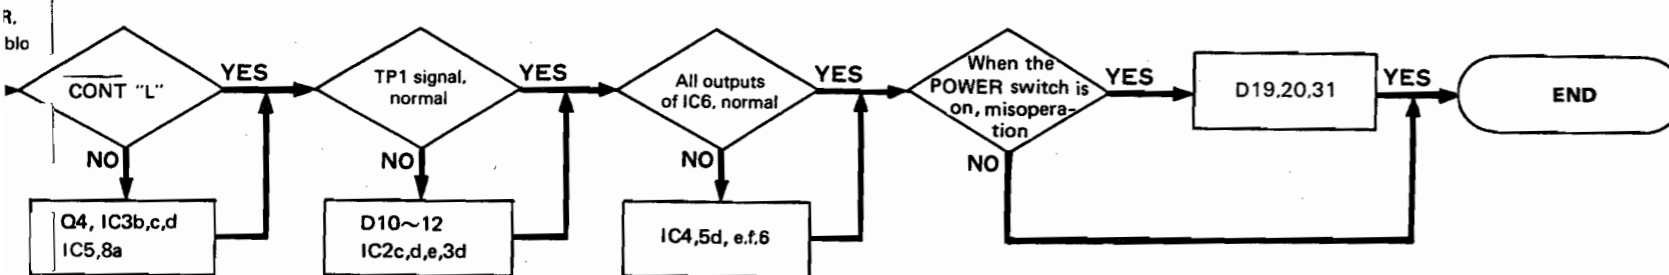 R.
blo
CONT "L"
YES
NO
Q4, IC3b,c,d
IC5,8a
TP1 signal,
normal
YES
NO
D10~12
IC2c,d,e,3d
All outputs
of IC6, normal
YES
NO
IC4,5d, e.f.6
When the
POWER switch is
on, misopera-
tion
YES
NO
D19,20,31
YES
END